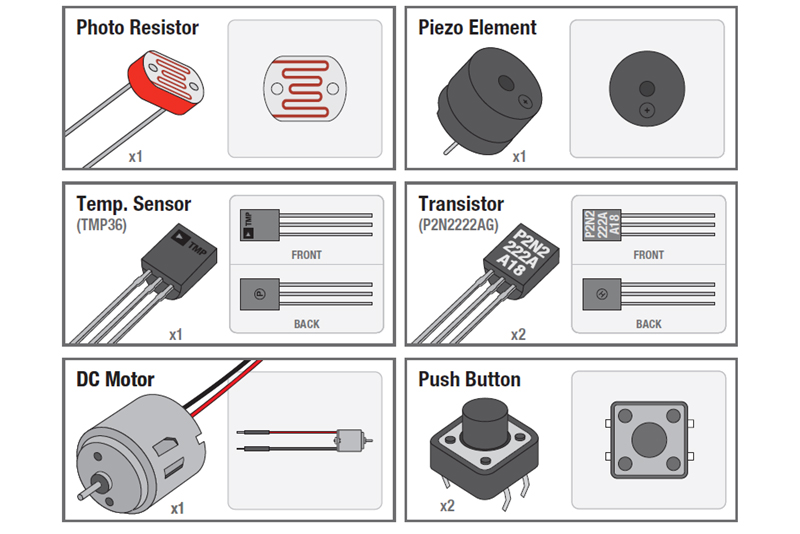 Photo Resistor
x1
Piezo Element
+
x1
Temp. Sensor
(TMP36)
TMP
x1
TMP
FRONT
P
BACK
Transistor
(P2N2222AG)
P2N2
222A
A18
x2
P2N2
222A
A18
FRONT
BACK
DC Motor
x1
Push Button
x2